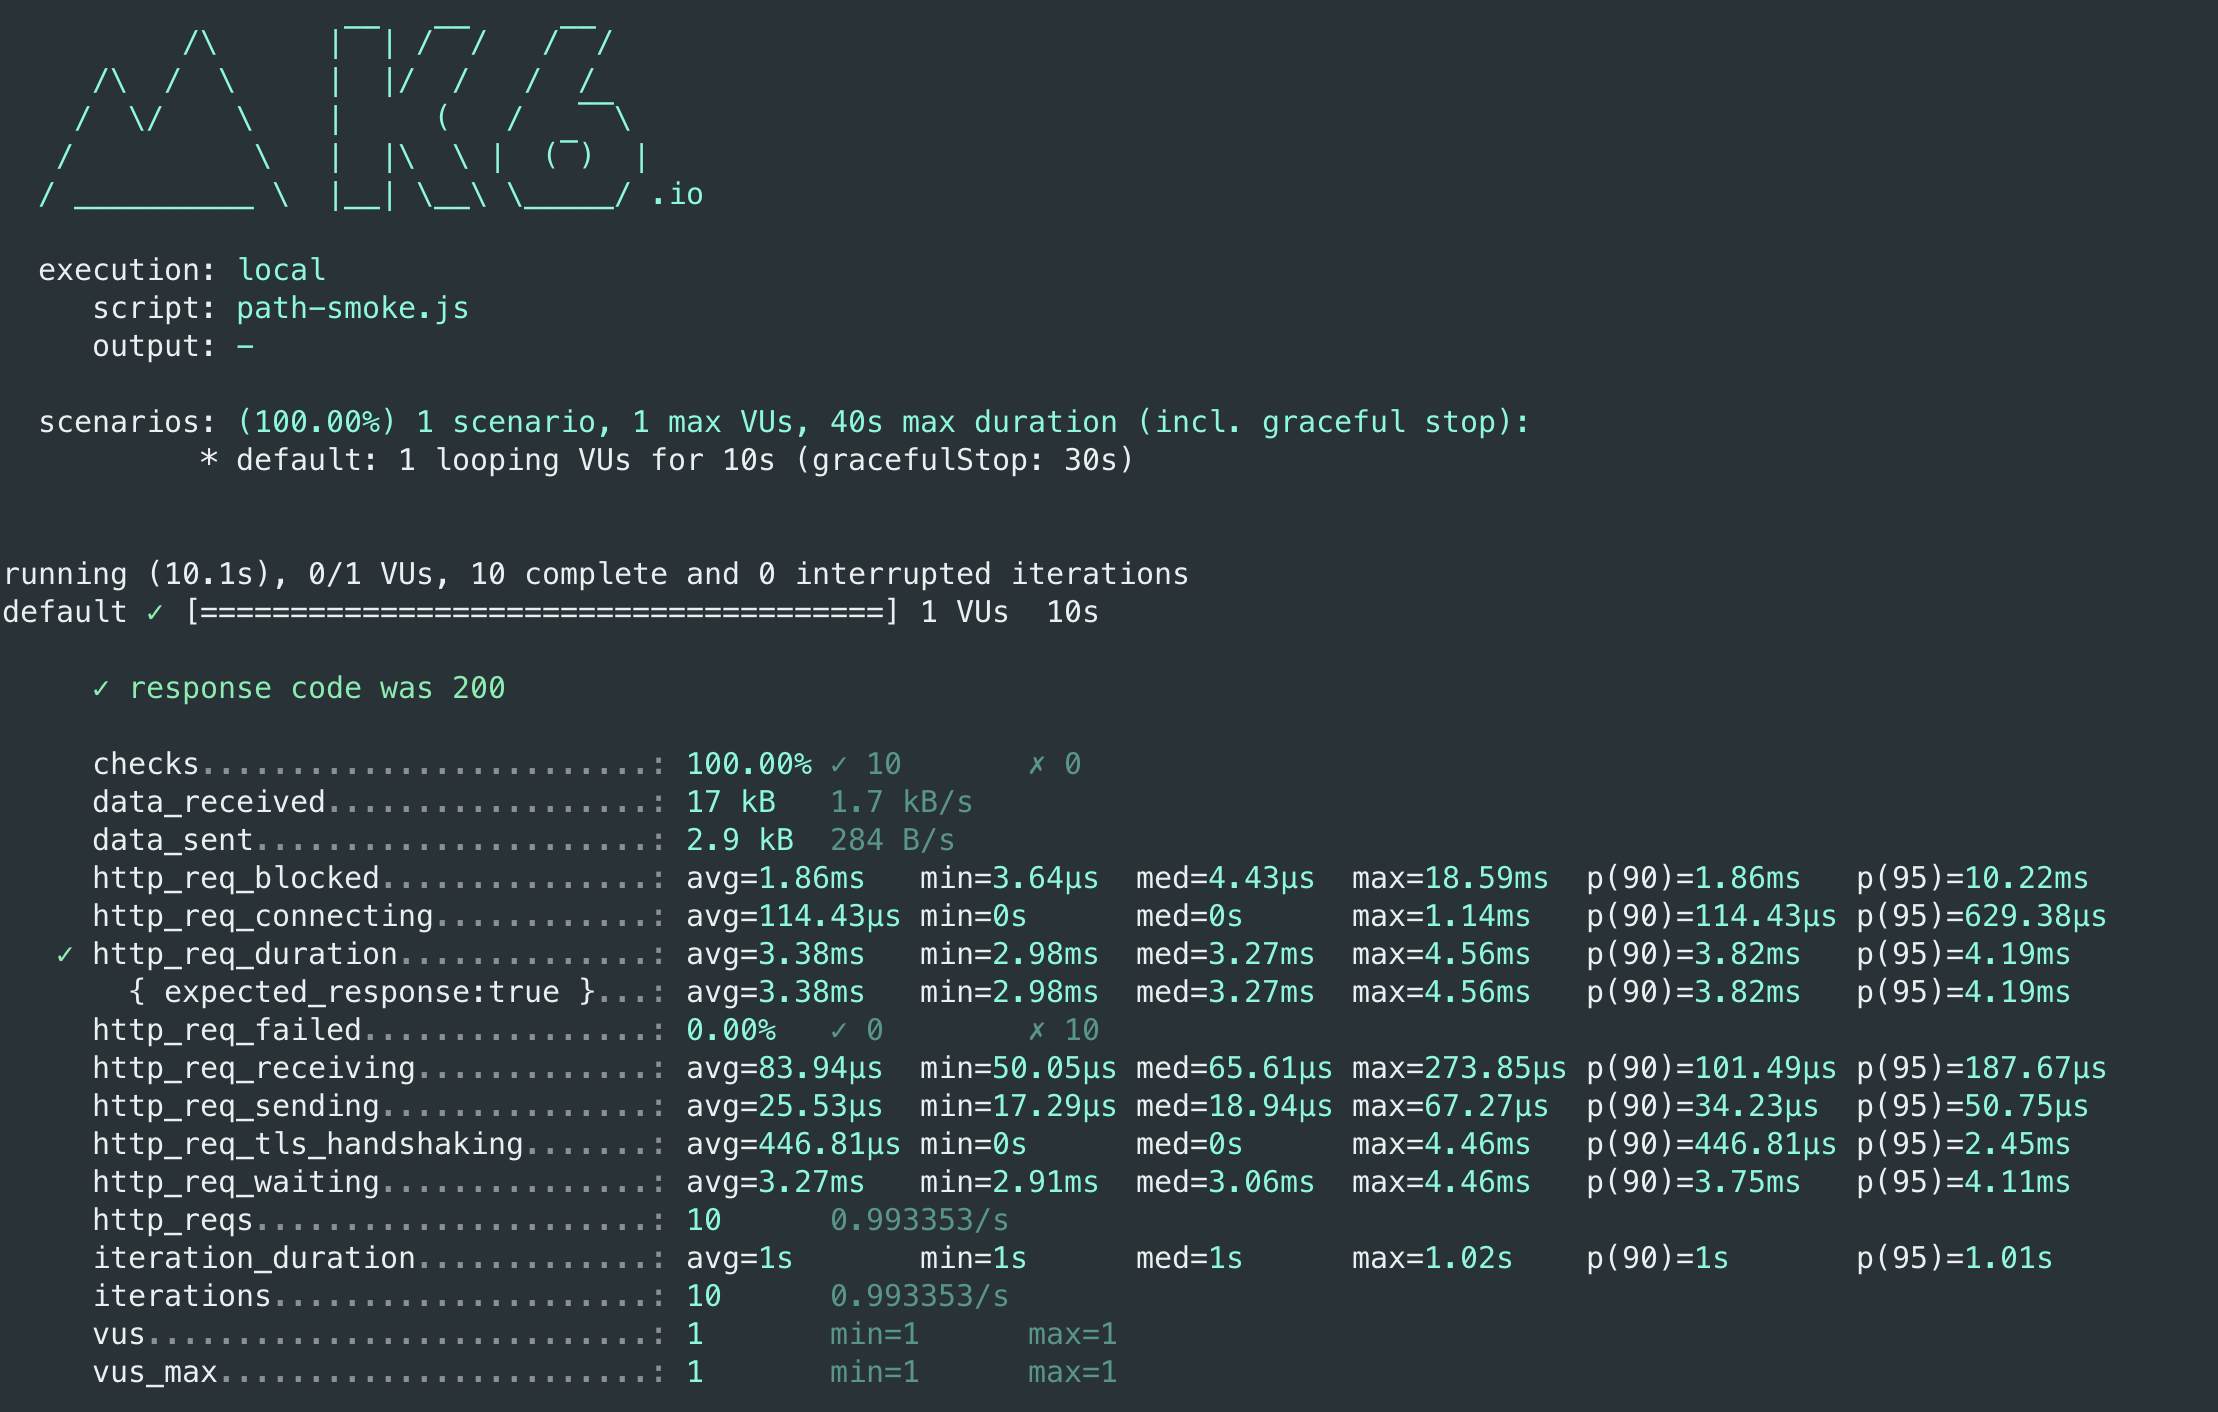 /\      |‾‾| /‾‾/   /‾‾/
     /\  /  \     |  |/  /   /  /
    /  \/    \    |     (   /   ‾‾\
   /          \   |  |\  \ |  (‾)  |
  / __________ \  |__| \__\ \_____/ .io
execution: local
script: path-smoke.js
output: -
scenarios: (100.00%) 1 scenario, 1 max VUs, 40s max duration (incl. graceful stop):
* default: 1 looping VUs for 10s (gracefulStop: 30s)
running (10.1s), 0/1 VUs, 10 complete and 0 interrupted iterations
default ✓ [======================================] 1 VUs  10s
✓ response code was 200
checks.........................: 100.00% ✓ 10       ✗ 0
data_received..................: 17 kB   1.7 kB/s
data_sent......................: 2.9 kB  284 B/s
http_req_blocked...............: avg=1.86ms   min=3.64µs  med=4.43µs  max=18.59ms  p(90)=1.86ms   p(95)=10.22ms
http_req_connecting............: avg=114.43µs min=0s      med=0s      max=1.14ms   p(90)=114.43µs p(95)=629.38µs
✓ http_req_duration..............: avg=3.38ms   min=2.98ms  med=3.27ms  max=4.56ms   p(90)=3.82ms   p(95)=4.19ms
{ expected_response:true }...: avg=3.38ms   min=2.98ms  med=3.27ms  max=4.56ms   p(90)=3.82ms   p(95)=4.19ms
http_req_failed................: 0.00%   ✓ 0        ✗ 10
http_req_receiving.............: avg=83.94µs  min=50.05µs med=65.61µs max=273.85µs p(90)=101.49µs p(95)=187.67µs
http_req_sending...............: avg=25.53µs  min=17.29µs med=18.94µs max=67.27µs  p(90)=34.23µs  p(95)=50.75µs
http_req_tls_handshaking.......: avg=446.81µs min=0s      med=0s      max=4.46ms   p(90)=446.81µs p(95)=2.45ms
http_req_waiting...............: avg=3.27ms   min=2.91ms  med=3.06ms  max=4.46ms   p(90)=3.75ms   p(95)=4.11ms
http_reqs......................: 10      0.993353/s
iteration_duration.............: avg=1s       min=1s      med=1s      max=1.02s    p(90)=1s       p(95)=1.01s
iterations.....................: 10      0.993353/s
vus............................: 1       min=1      max=1
vus_max........................: 1       min=1      max=1